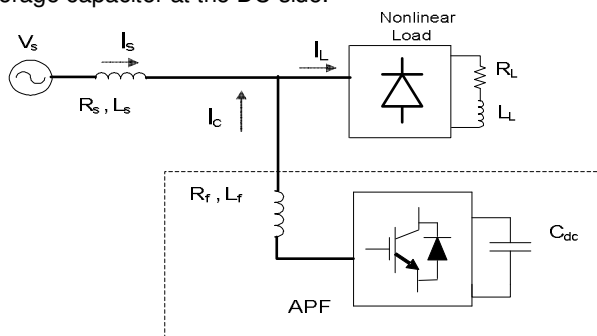 orage capacitor at the DC side.
Nonlinear
Load
Vs
Is
IL
RL
LL
Rs , Ls
Ic
Rf , Lf
Cdc
APF